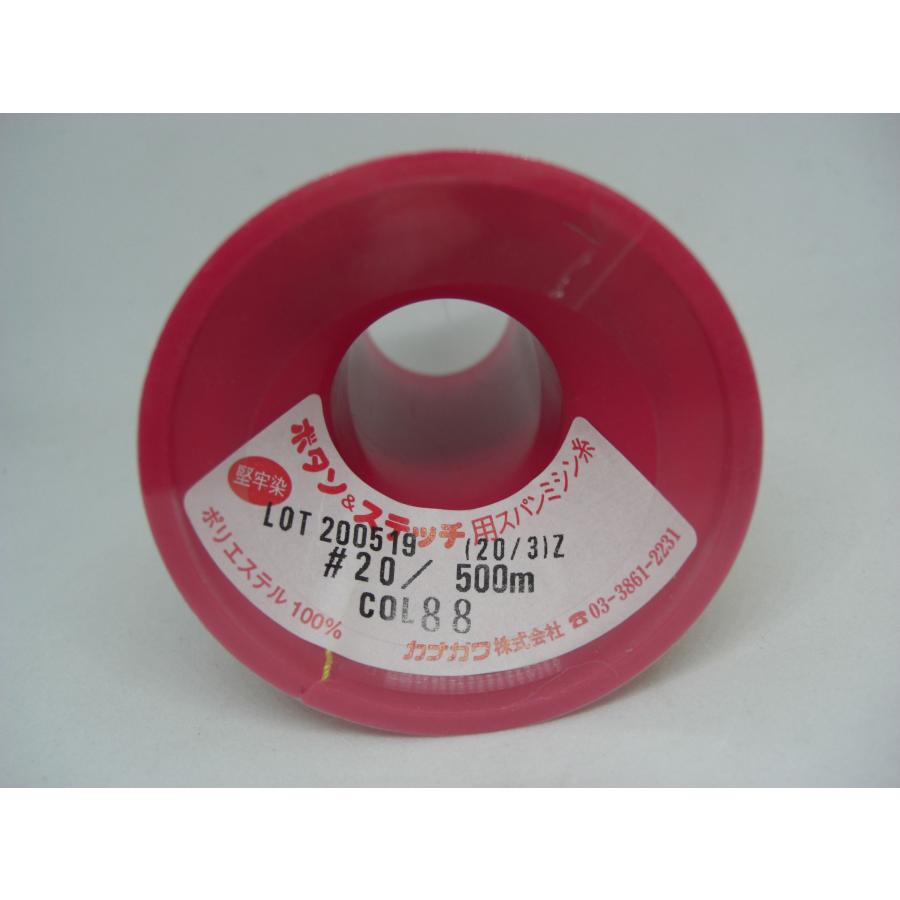 ボタン&ステッチ用スパンミシン糸
堅牢染
LOT 200519 (20/3)Z
#20/ 500m
COL88
ポリエステル100%
カナガワ株式会社 ☎03-3861-2231